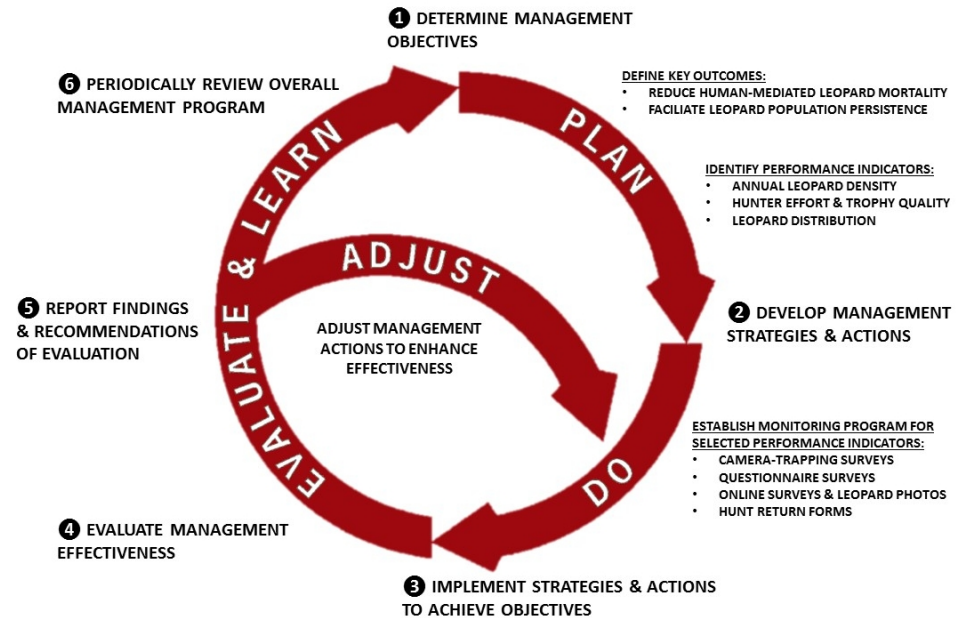 ❶ DETERMINE MANAGEMENT
OBJECTIVES
❻ PERIODICALLY REVIEW OVERALL
MANAGEMENT PROGRAM
DEFINE KEY OUTCOMES:
• REDUCE HUMAN-MEDIATED LEOPARD MORTALITY
• FACILIATE LEOPARD POPULATION PERSISTENCE
PLAN
IDENTIFY PERFORMANCE INDICATORS:
• ANNUAL LEOPARD DENSITY
• HUNTER EFFORT & TROPHY QUALITY
• LEOPARD DISTRIBUTION
❷ DEVELOP MANAGEMENT
STRATEGIES & ACTIONS
ADJUST
ADJUST MANAGEMENT
ACTIONS TO ENHANCE
EFFECTIVENESS
DO
ESTABLISH MONITORING PROGRAM FOR
SELECTED PERFORMANCE INDICATORS:
• CAMERA-TRAPPING SURVEYS
• QUESTIONNAIRE SURVEYS
• ONLINE SURVEYS & LEOPARD PHOTOS
• HUNT RETURN FORMS
❸ IMPLEMENT STRATEGIES & ACTIONS
TO ACHIEVE OBJECTIVES
❹ EVALUATE MANAGEMENT
EFFECTIVENESS
EVALUATE & LEARN
❺ REPORT FINDINGS
& RECOMMENDATIONS
OF EVALUATION